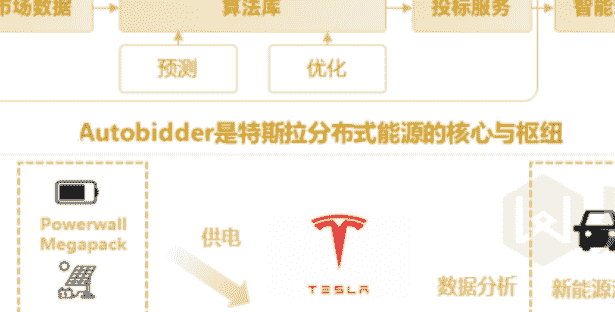 市场数据 算法库 投标服务 智能
预测 优化
Autobidder是特斯拉分布式能源的核心与枢纽
Powerwall
Megapack
供电
TESLA
数据分析
新能源